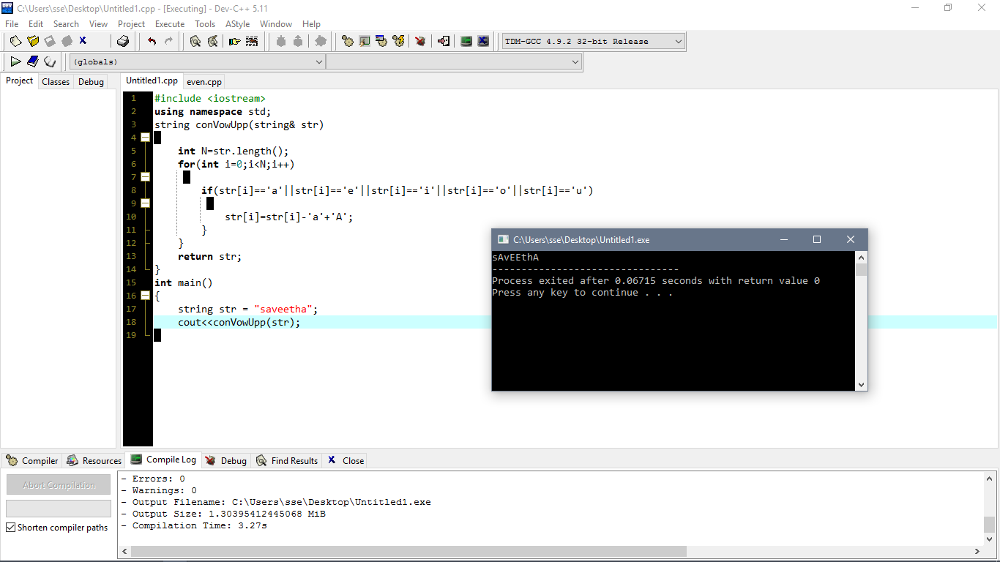 C:\Users\sse\Desktop\Untitled1.cpp - [Executing] - Dev-C++ 5.11
File Edit Search View Project Execute Tools AStyle Window Help
TDM-GCC 4.9.2 32-bit Release
(globals)
Project Classes Debug
Untitled1.cpp even.cpp
1 #include <iostream>
2 using namespace std;
3 string conVowUpp(string& str)
4
5 int N=str.length();
6 for(int i=0;i<N;i++)
7
8 if(str[i]=='a'||str[i]=='e'||str[i]=='i'||str[i]=='o'||str[i]=='u')
9
10 str[i]=str[i]-'a'+'A';
11 }
12 }
13 return str;
14 }
15 int main()
16 {
17 string str = "saveetha";
18 cout<<conVowUpp(str);
19
C:\Users\sse\Desktop\Untitled1.exe
sAvEEthA
--------------------------------
Process exited after 0.06715 seconds with return value 0
Press any key to continue . . .
Compiler Resources Compile Log Debug Find Results Close
Abort Compilation
Shorten compiler paths
- Errors: 0
- Warnings: 0
- Output Filename: C:\Users\sse\Desktop\Untitled1.exe
- Output Size: 1.30395412445068 MiB
- Compilation Time: 3.27s